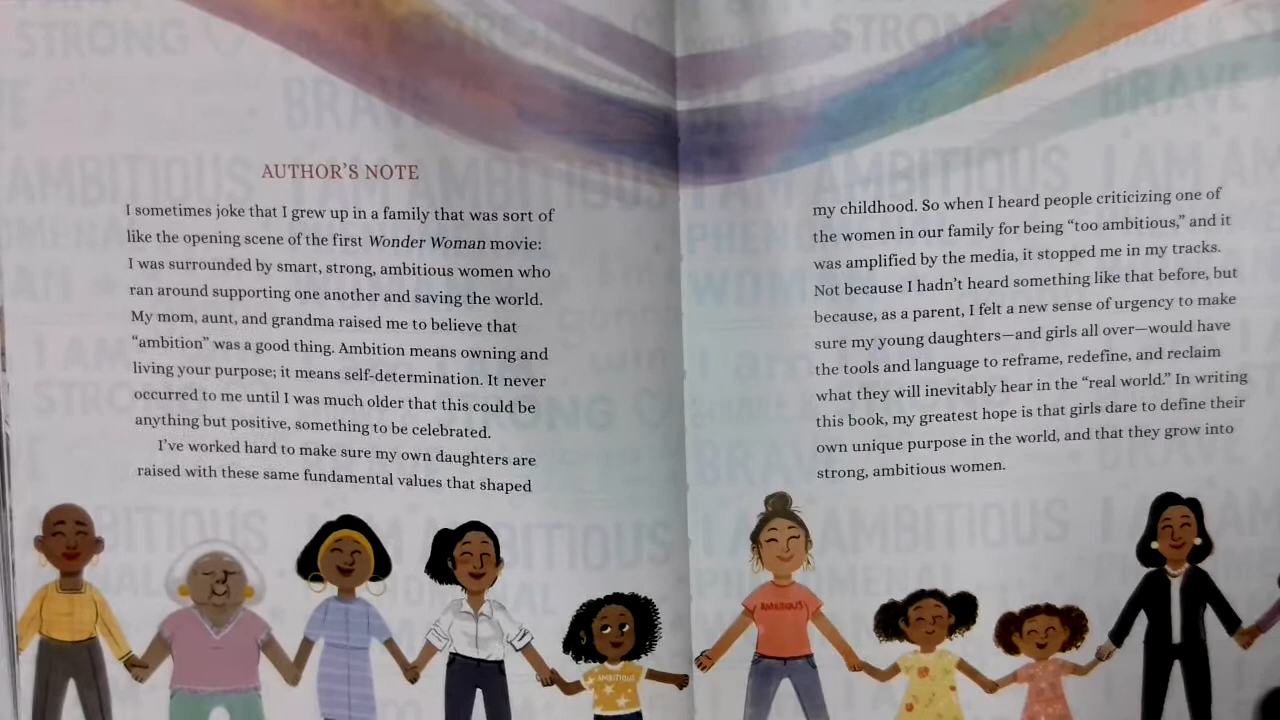 AUTHOR'S NOTE
I sometimes joke that I grew up in a family that was sort of
like the opening scene of the first Wonder Woman movie:
I was surrounded by smart, strong, ambitious women who
ran around supporting one another and saving the world.
My mom, aunt, and grandma raised me to believe that
“ambition” was a good thing. Ambition means owning and
living your purpose; it means self-determination. It never
occurred to me until I was much older that this could be
anything but positive, something to be celebrated.
I’ve worked hard to make sure my own daughters are
raised with these same fundamental values that shaped
AMBITIOUS
my childhood. So when I heard people criticizing one of
the women in our family for being “too ambitious,” and it
was amplified by the media, it stopped me in my tracks.
Not because I hadn’t heard something like that before, but
because, as a parent, I felt a new sense of urgency to make
sure my young daughters—and girls all over—would have
the tools and language to reframe, redefine, and reclaim
what they will inevitably hear in the “real world.” In writing
this book, my greatest hope is that girls dare to define their
own unique purpose in the world, and that they grow into
strong, ambitious women.
AMBITIOUS